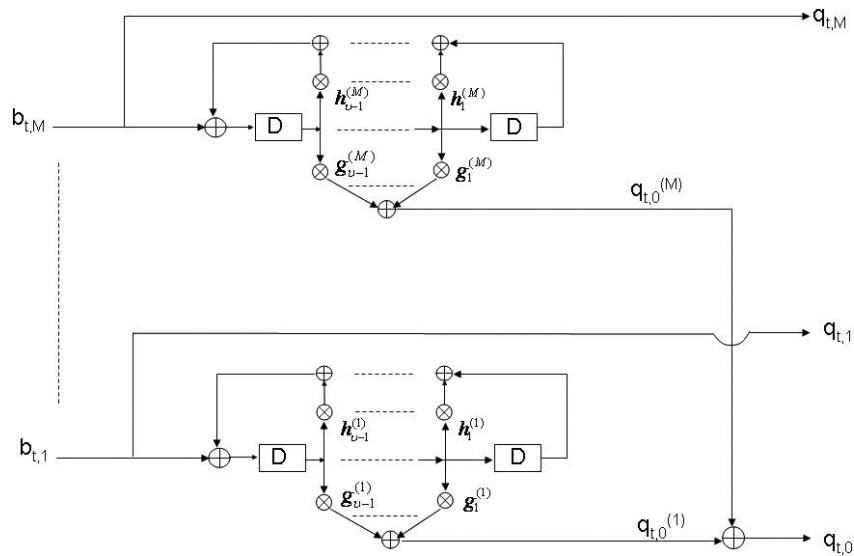 q_{t,M}
h_{υ-1}^{(M)} h_1^{(M)}
b_{t,M}
D D
g_{υ-1}^{(M)} g_1^{(M)}
q_{t,0}^{(M)}
q_{t,1}
h_{υ-1}^{(1)} h_1^{(1)}
b_{t,1}
D D
g_{υ-1}^{(1)} g_1^{(1)}
q_{t,0}^{(1)}
q_{t,0}